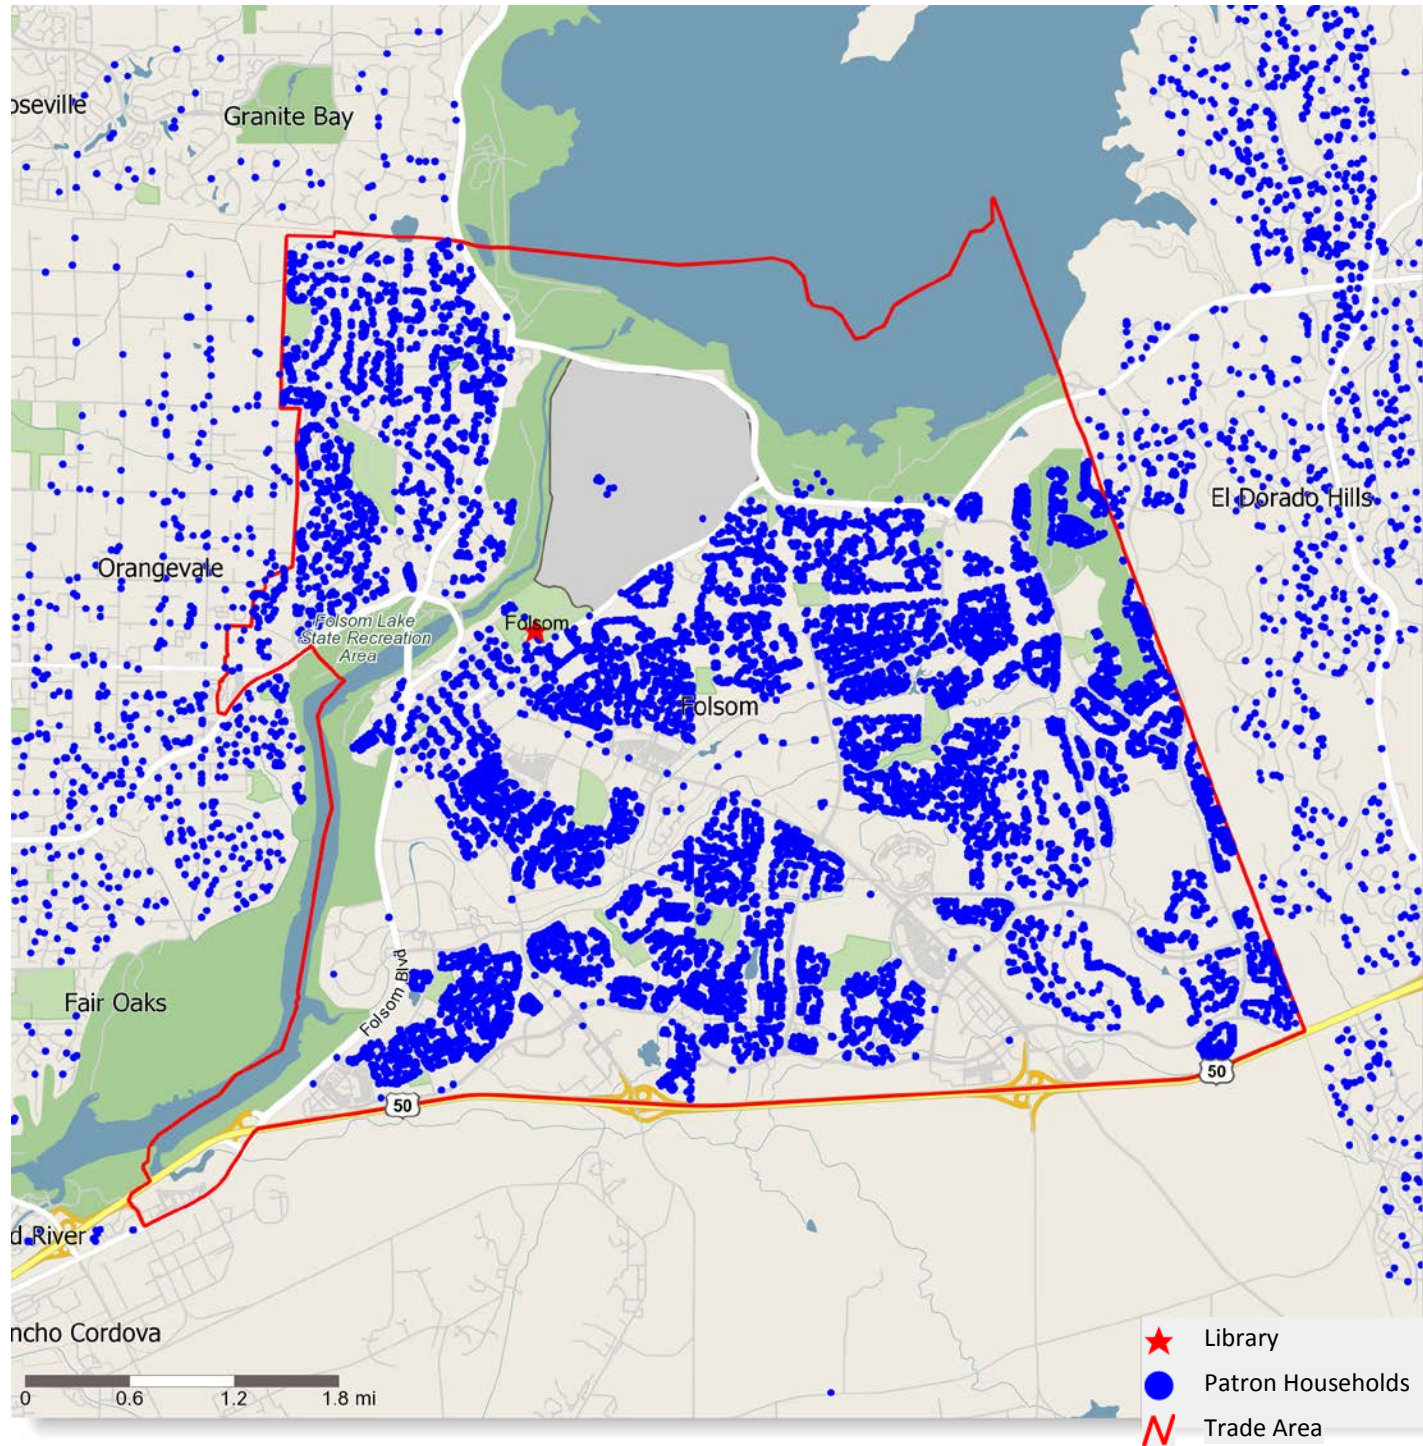 oseville
Granite Bay
El Dorado Hills
Orangevale
Folsom Lake
State Recreation
Area
Folsom
Folsom
Fair Oaks
Folsom Blvd
50
50
d River
ncho Cordova
0 0.6 1.2 1.8 mi
Library
Patron Households
Trade Area